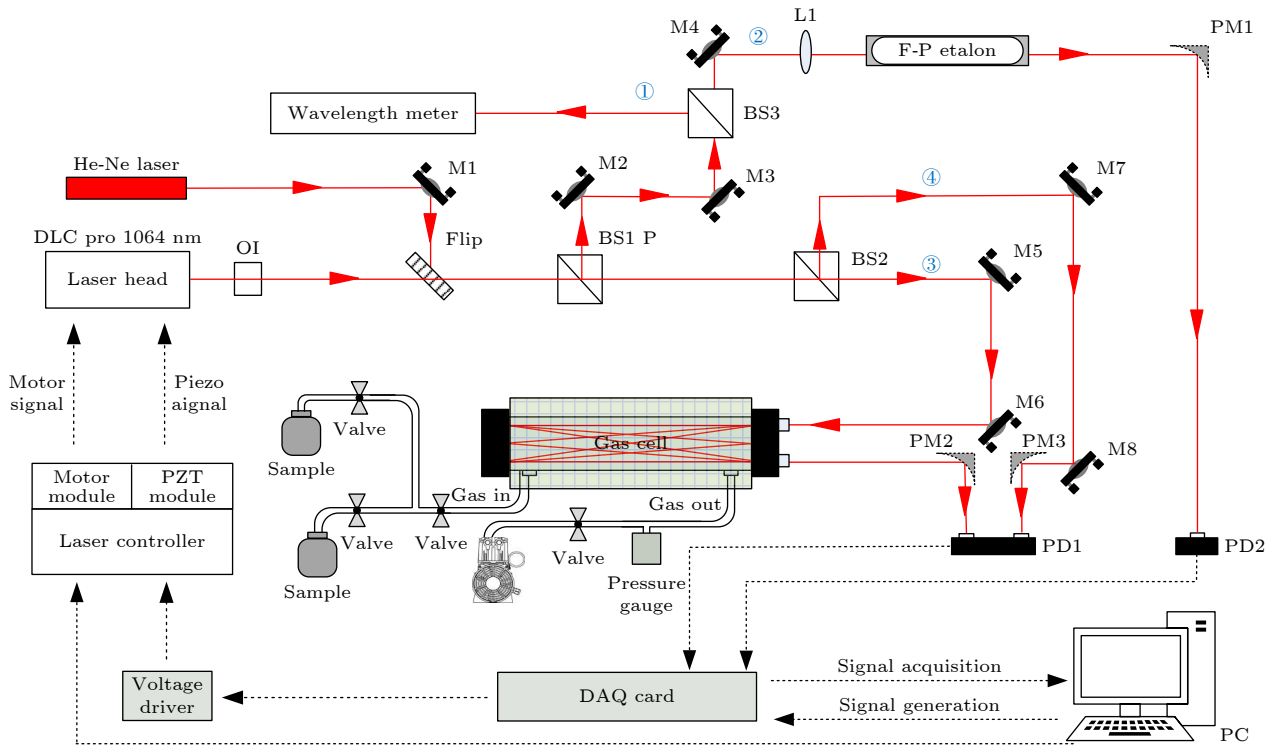 L1
M4
②
PM1
F-P etalon
①
Wavelength meter
BS3
He-Ne laser
M1
M2
M3
④
M7
DLC pro 1064 nm
OI
Flip
BS1 P
BS2
③
M5
Laser head
Motor
signal
Piezo
aignal
Valve
Sample
Gas cell
M6
PM2
PM3
M8
Motor
module
PZT
module
Laser controller
Gas in
Gas out
Valve
Valve
Valve
Sample
Pressure
gauge
PD1
PD2
Voltage
driver
DAQ card
Signal acquisition
Signal generation
PC